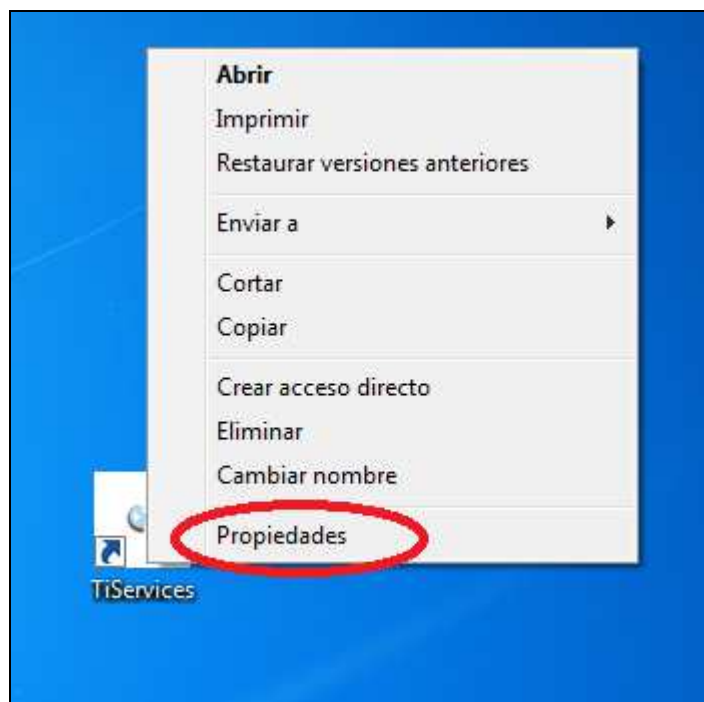 Abrir
Imprimir
Restaurar versiones anteriores
Enviar a
Cortar
Copiar
Crear acceso directo
Eliminar
Cambiar nombre
Propiedades
TiServices